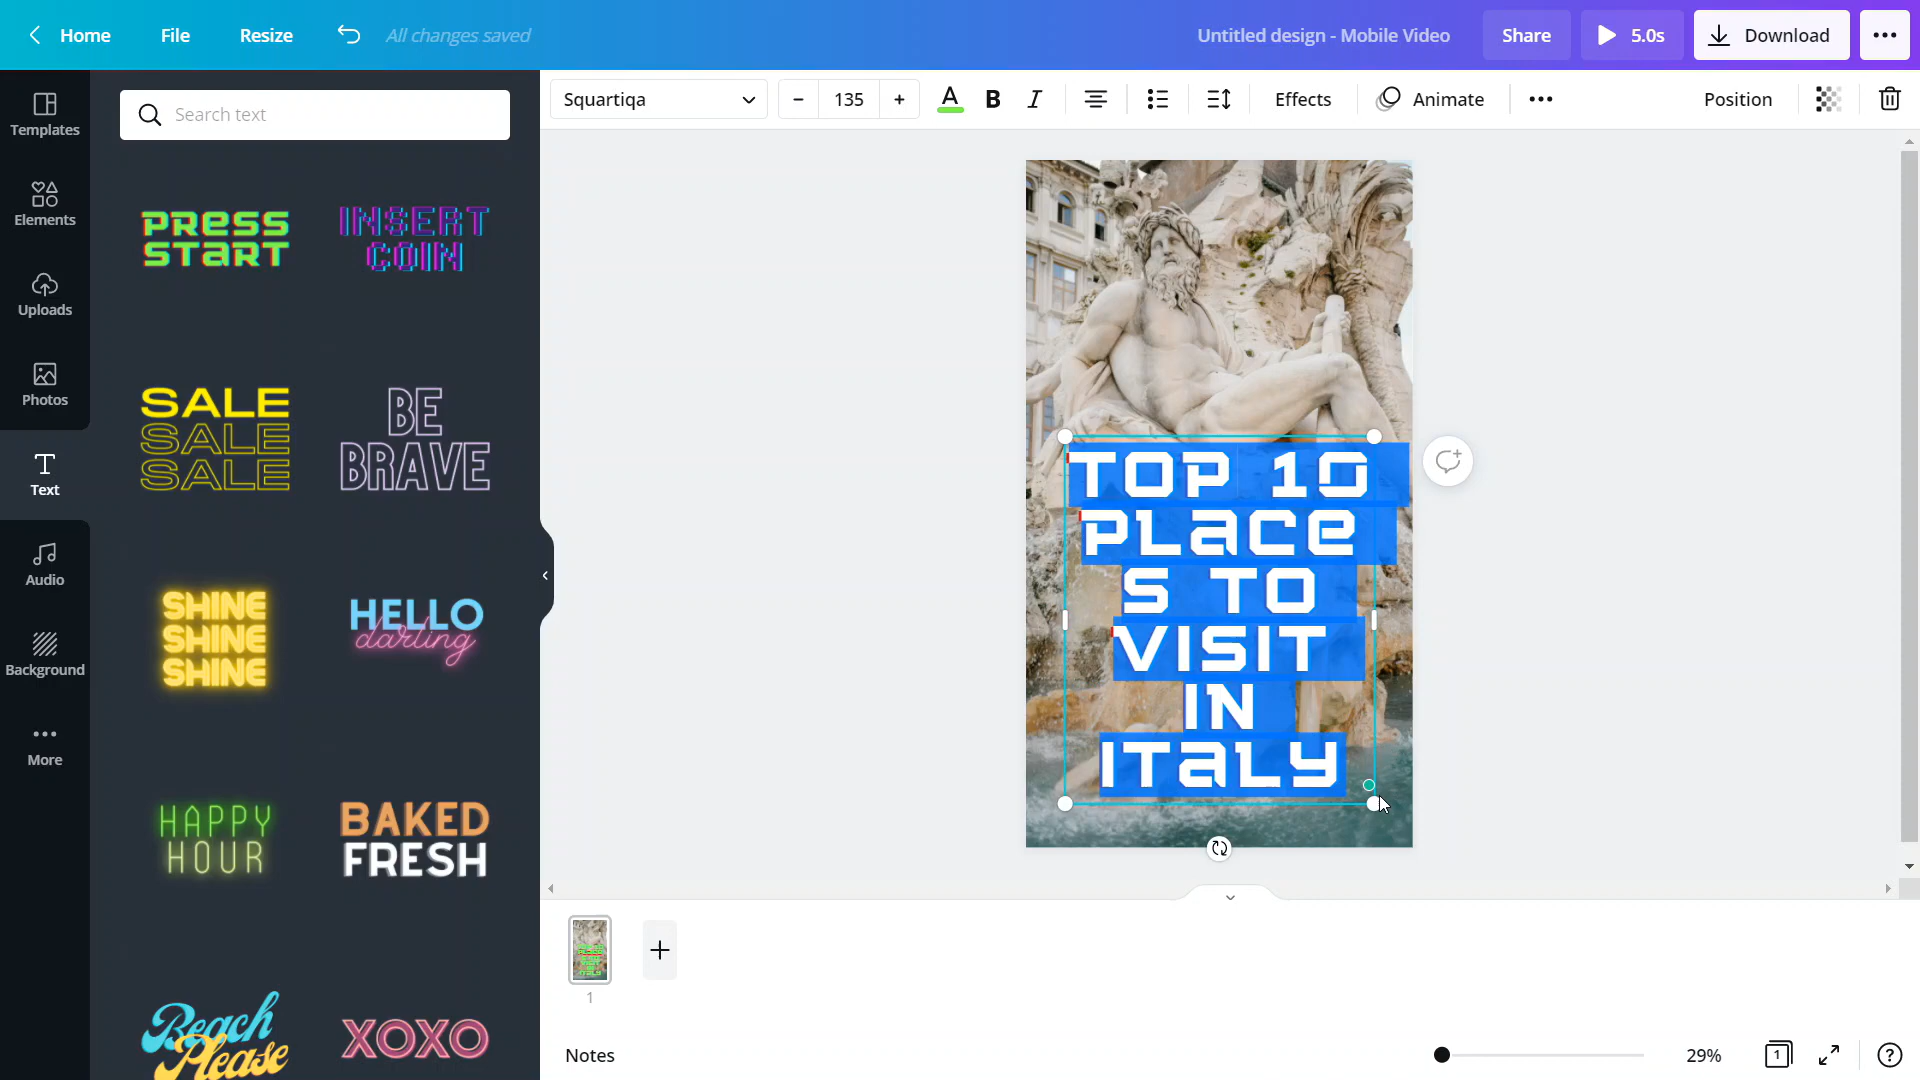 Home File Resize All changes saved Untitled design - Mobile Video Share 5.0s Download
Squartiqa - 135 + A B I Effects Animate Position
Search text
Templates
Elements
Uploads
Photos
Text
Audio
Background
More
PRESS
START
INSERT
COIN
SALE
SALE
SALE
BE
BRAVE
SHINE
SHINE
SHINE
HELLO
darling
HAPPY
HOUR
BAKED
FRESH
Beach
Please
XOXO
TOP 10
PLaCe
S TO
VISIT
IN
ITaLY
1
Notes
29%
1
?